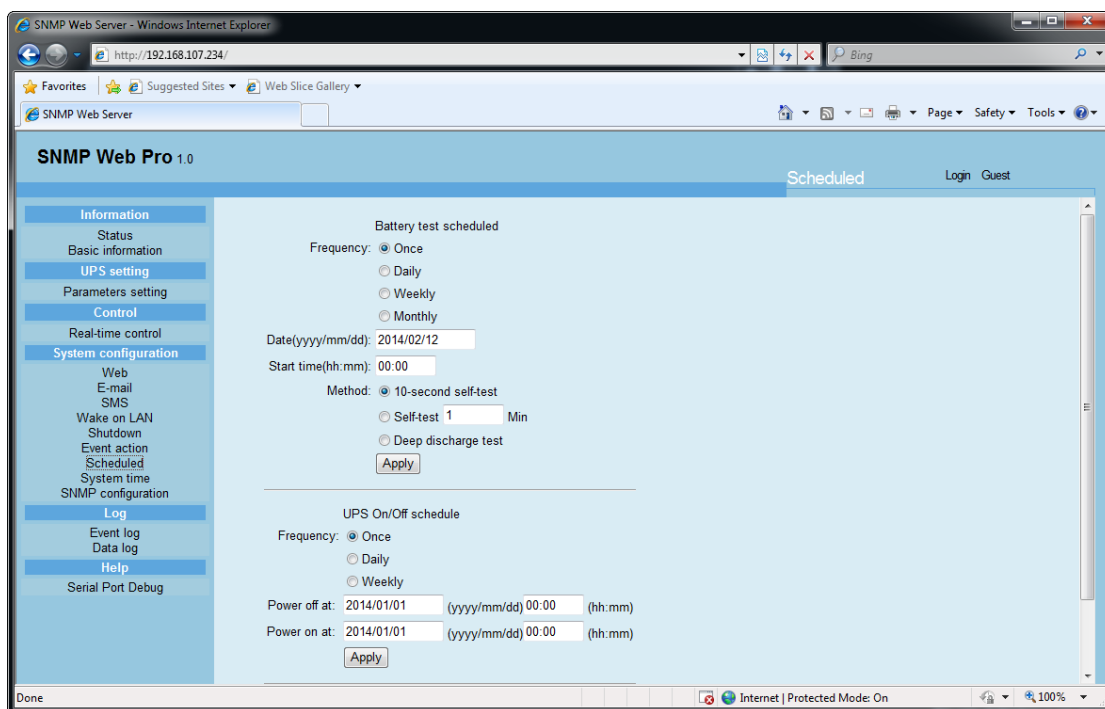 SNMP Web Server - Windows Internet Explorer
http://192.168.107.234/
Bing
Favorites Suggested Sites Web Slice Gallery
SNMP Web Server
Page Safety Tools
SNMP Web Pro 1.0
Scheduled
Login Guest
Information
Status
Basic information
UPS setting
Parameters setting
Control
Real-time control
System configuration
Web
E-mail
SMS
Wake on LAN
Shutdown
Event action
Scheduled
System time
SNMP configuration
Log
Event log
Data log
Help
Serial Port Debug
Battery test scheduled
Frequency: Once
Daily
Weekly
Monthly
Date(yyyy/mm/dd): 2014/02/12
Start time(hh:mm): 00:00
Method: 10-second self-test
Self-test 1 Min
Deep discharge test
Apply
UPS On/Off schedule
Frequency: Once
Daily
Weekly
Power off at: 2014/01/01 (yyyy/mm/dd) 00:00 (hh:mm)
Power on at: 2014/01/01 (yyyy/mm/dd) 00:00 (hh:mm)
Apply
Done
Internet | Protected Mode: On
100%